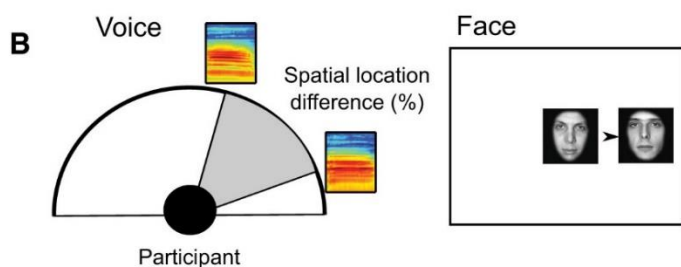 B
Voice
Spatial location
difference (%)
Participant
Face